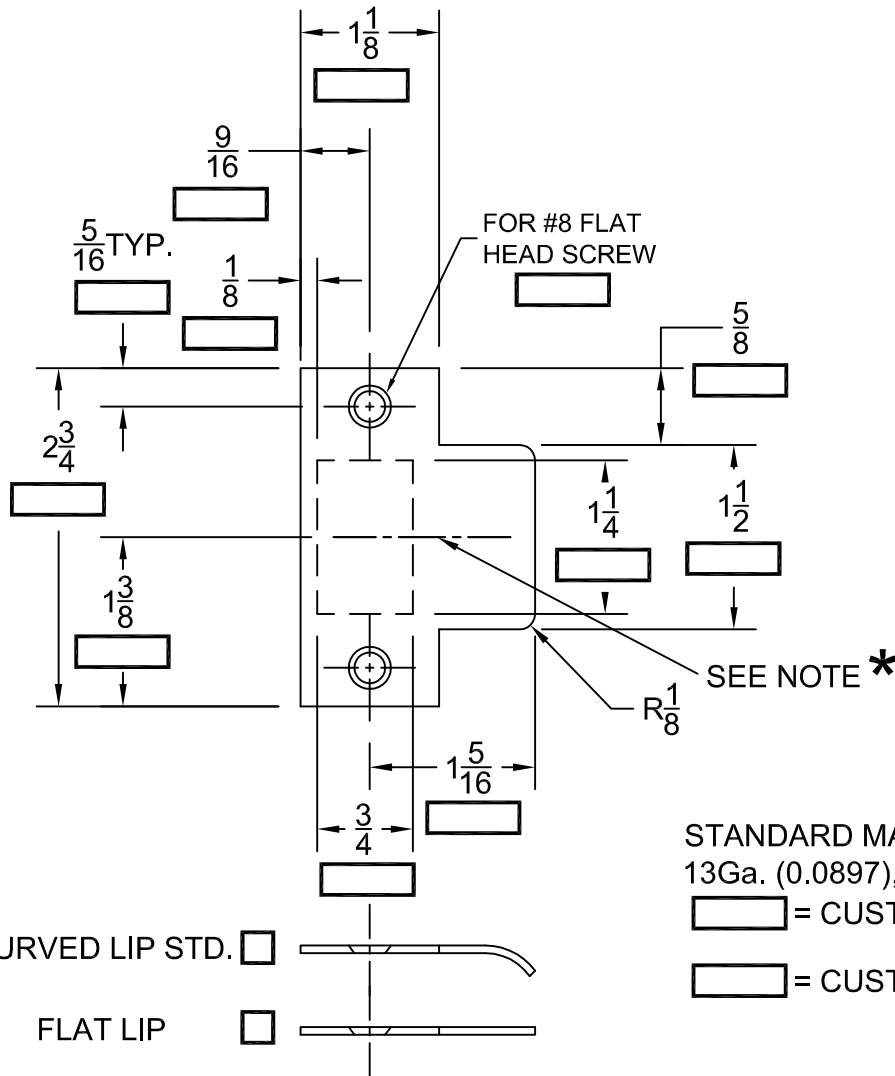 1 1/8
9/16
5/16 TYP.
1/8
FOR #8 FLAT
HEAD SCREW
5/8
2 3/4
1 1/4
1 1/2
1 3/8
SEE NOTE *
R 1/8
1 5/16
3/4
STANDARD MA
13Ga. (0.0897),
= CUST
= CUST
URVED LIP STD.
FLAT LIP